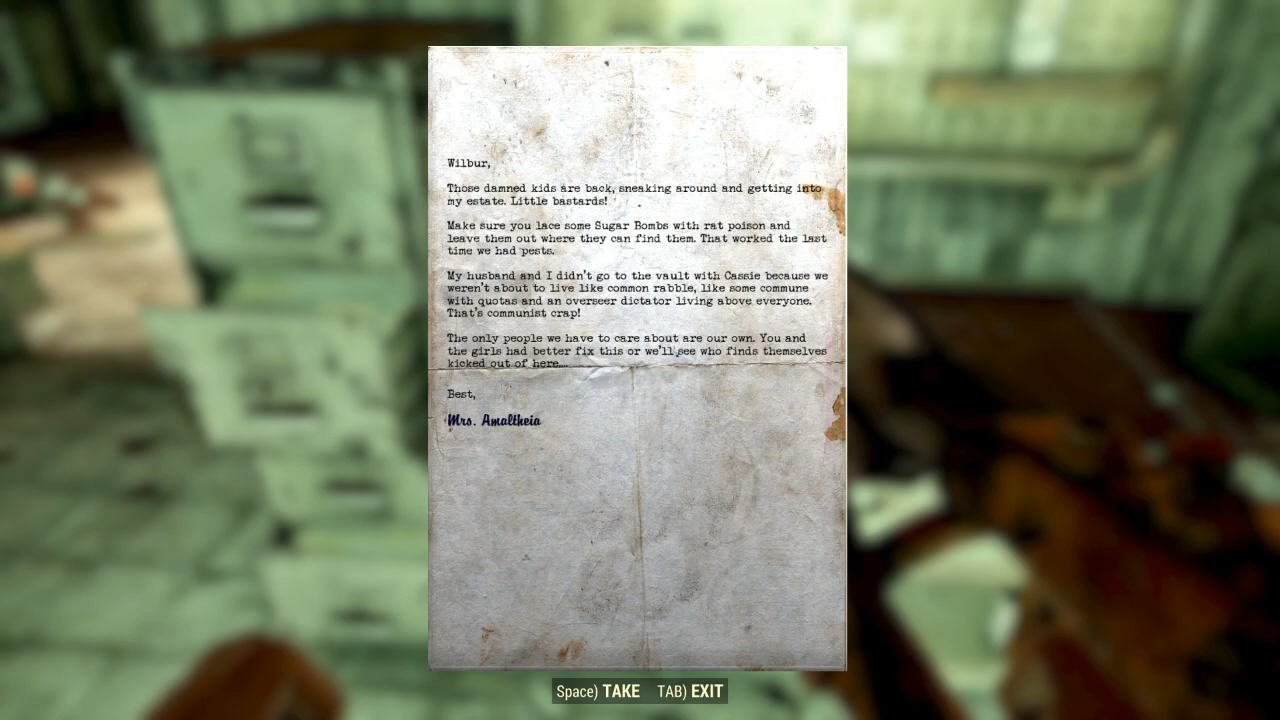 Wilbur,
Those damned kids are back, sneaking around and getting into
my estate. Little bastards!
Make sure you lace some Sugar Bombs with rat poison and
leave them out where they can find them. That worked the last
time we had pests.
My husband and I didn't go to the vault with Cassie because we
weren't about to live like common rabble, like some commune
with quotas and an overseer dictator living above everyone.
That's communist crap!
The only people we have to care about are our own. You and
the girls had better fix this or we'll see who finds themselves
kicked out of here....
Best,
Mrs. Amaltheia
Space) TAKE TAB) EXIT